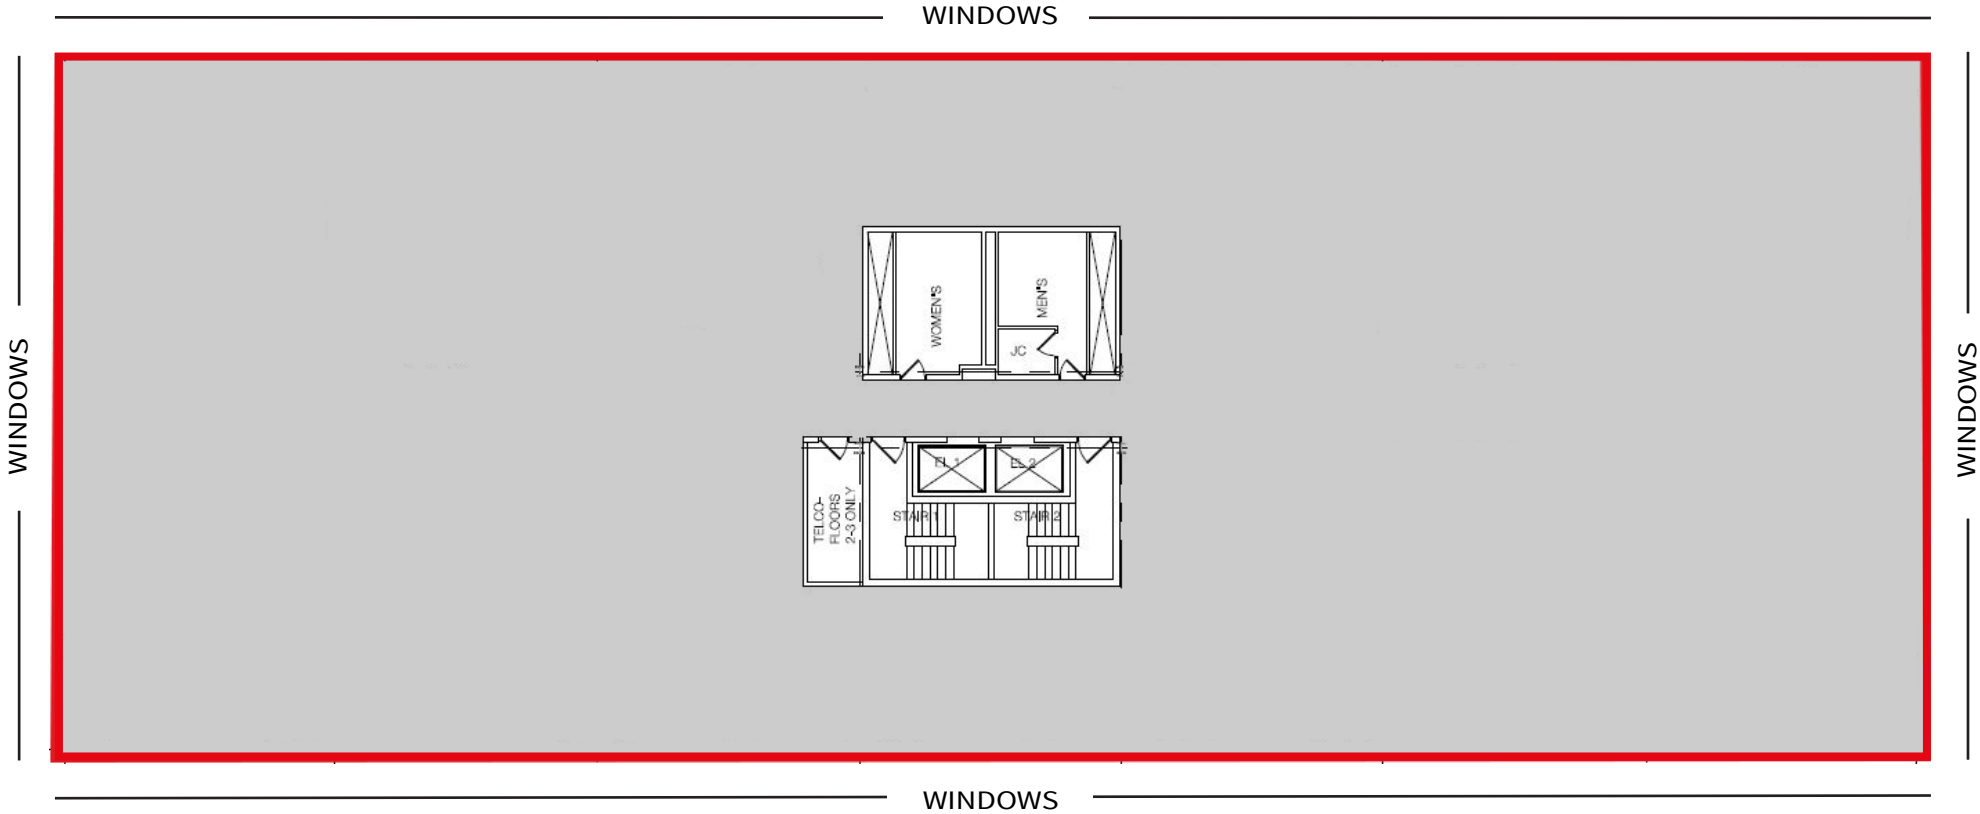 WINDOWS
WINDOWS
WINDOWS
WOMEN'S
MEN'S
JC
EL 1
EL 2
STAIR 1
STAIR 2
TELCO-
FLOORS
2-3 ONLY
WINDOWS